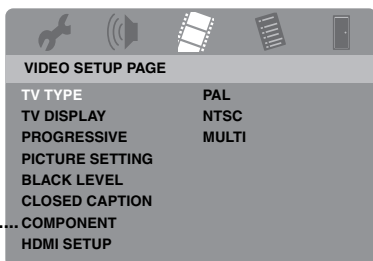 VIDEO SETUP PAGE
TV TYPE PAL
TV DISPLAY NTSC
PROGRESSIVE MULTI
PICTURE SETTING
BLACK LEVEL
CLOSED CAPTION
.... COMPONENT
HDMI SETUP